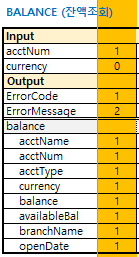 BALANCE (잔액조회)
Input
acctNum 1
currency 0
Output
ErrorCode 1
ErrorMessage 2
balance
acctName 1
acctNum 1
acctType 1
currency 1
balance 1
availableBal 1
branchName 1
openDate 1